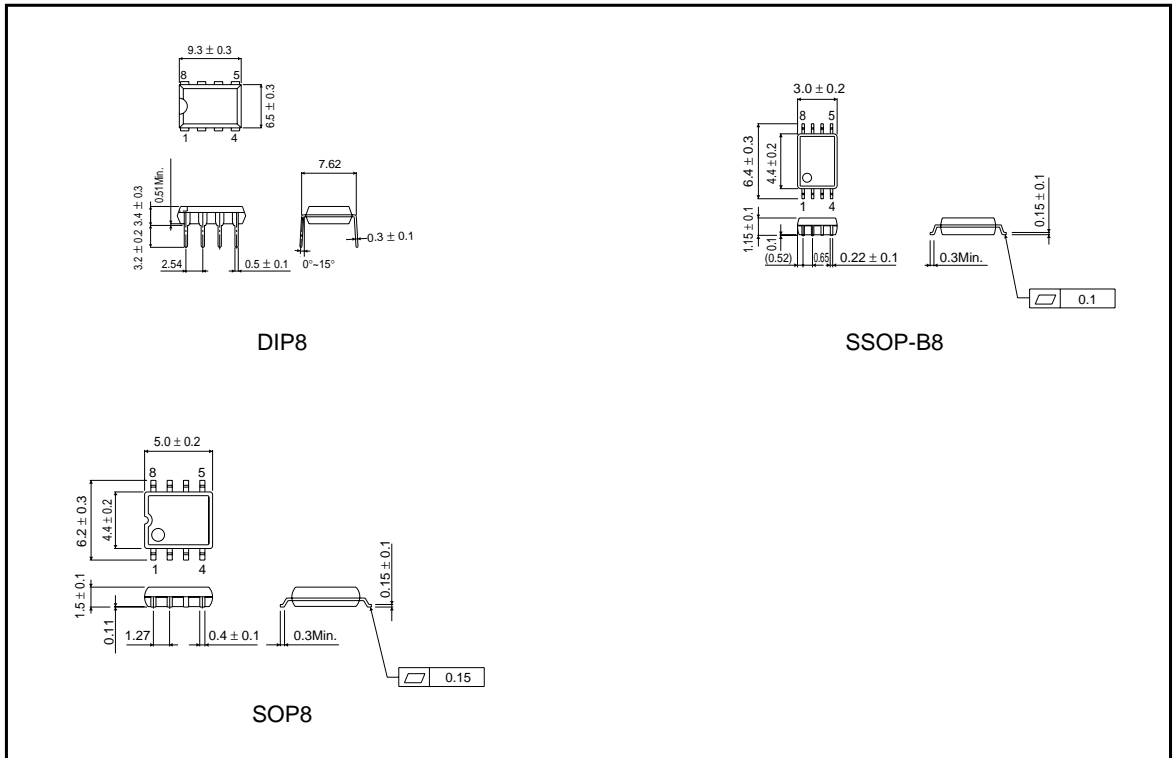 9.3 ± 0.3
8 5
6.5 ± 0.3
1 4
0.51Min.
3.2 ± 0.2 3.4 ± 0.3
7.62
2.54 0.5 ± 0.1
0°~15°
0.3 ± 0.1
DIP8
3.0 ± 0.2
8 5
6.4 ± 0.3
4.4 ± 0.2
1 4
1.15 ± 0.1
0.1
(0.52) 0.65 0.22 ± 0.1
0.15 ± 0.1
0.3Min.
0.1
SSOP-B8
5.0 ± 0.2
8 5
6.2 ± 0.3
4.4 ± 0.2
1 4
1.5 ± 0.1
0.11
1.27 0.4 ± 0.1
0.15 ± 0.1
0.3Min.
0.15
SOP8